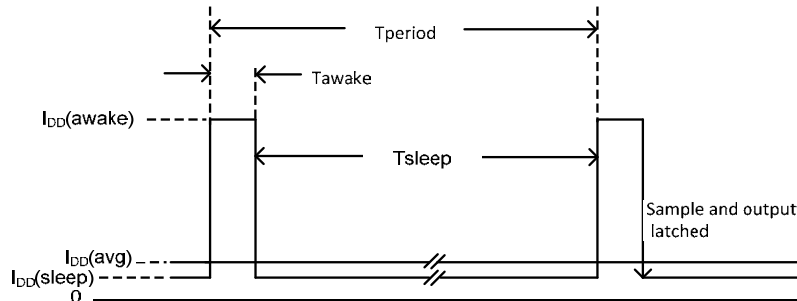 Tperiod
Tawake
IDD(awake)
Tsleep
Sample and output
latched
IDD(avg)
IDD(sleep)
0